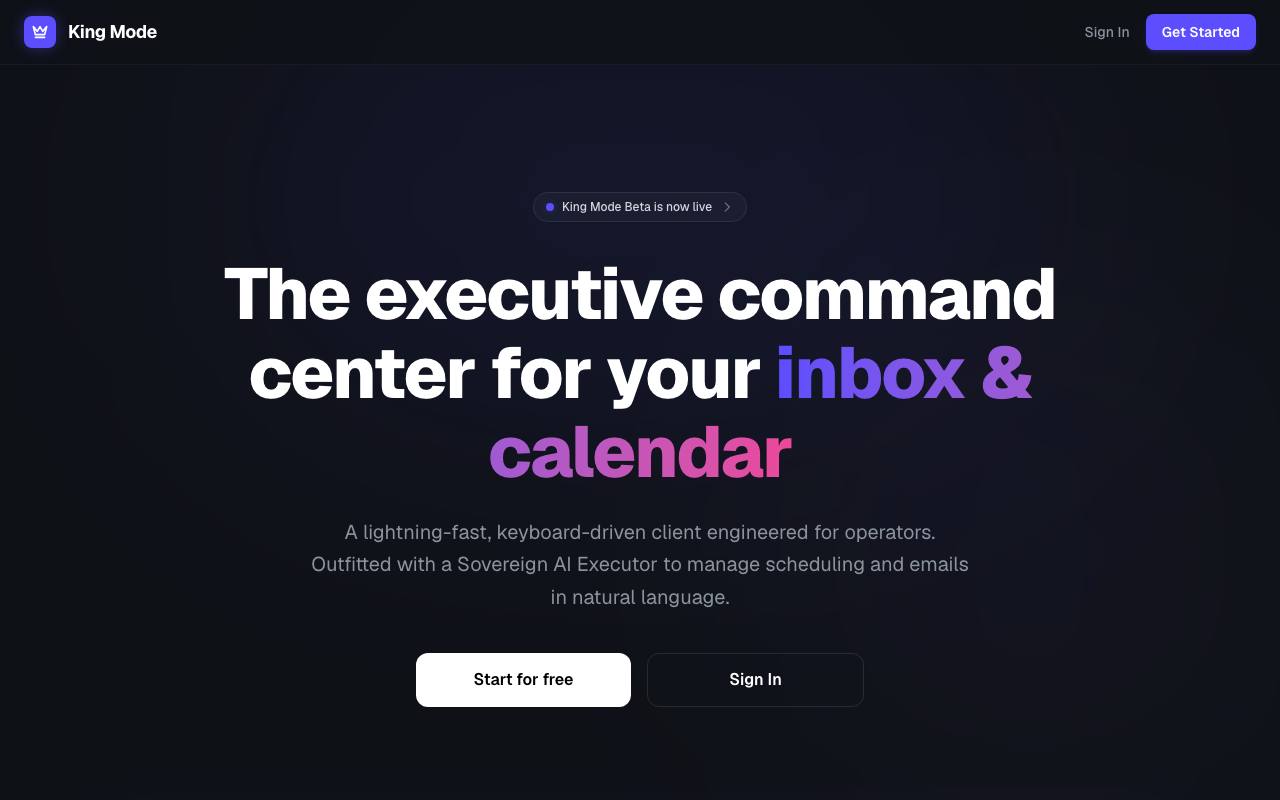 King Mode
Sign In
Get Started
King Mode Beta is now live
The executive command
center for your inbox &
calendar
A lightning-fast, keyboard-driven client engineered for operators.
Outfitted with a Sovereign AI Executor to manage scheduling and emails
in natural language.
Start for free
Sign In